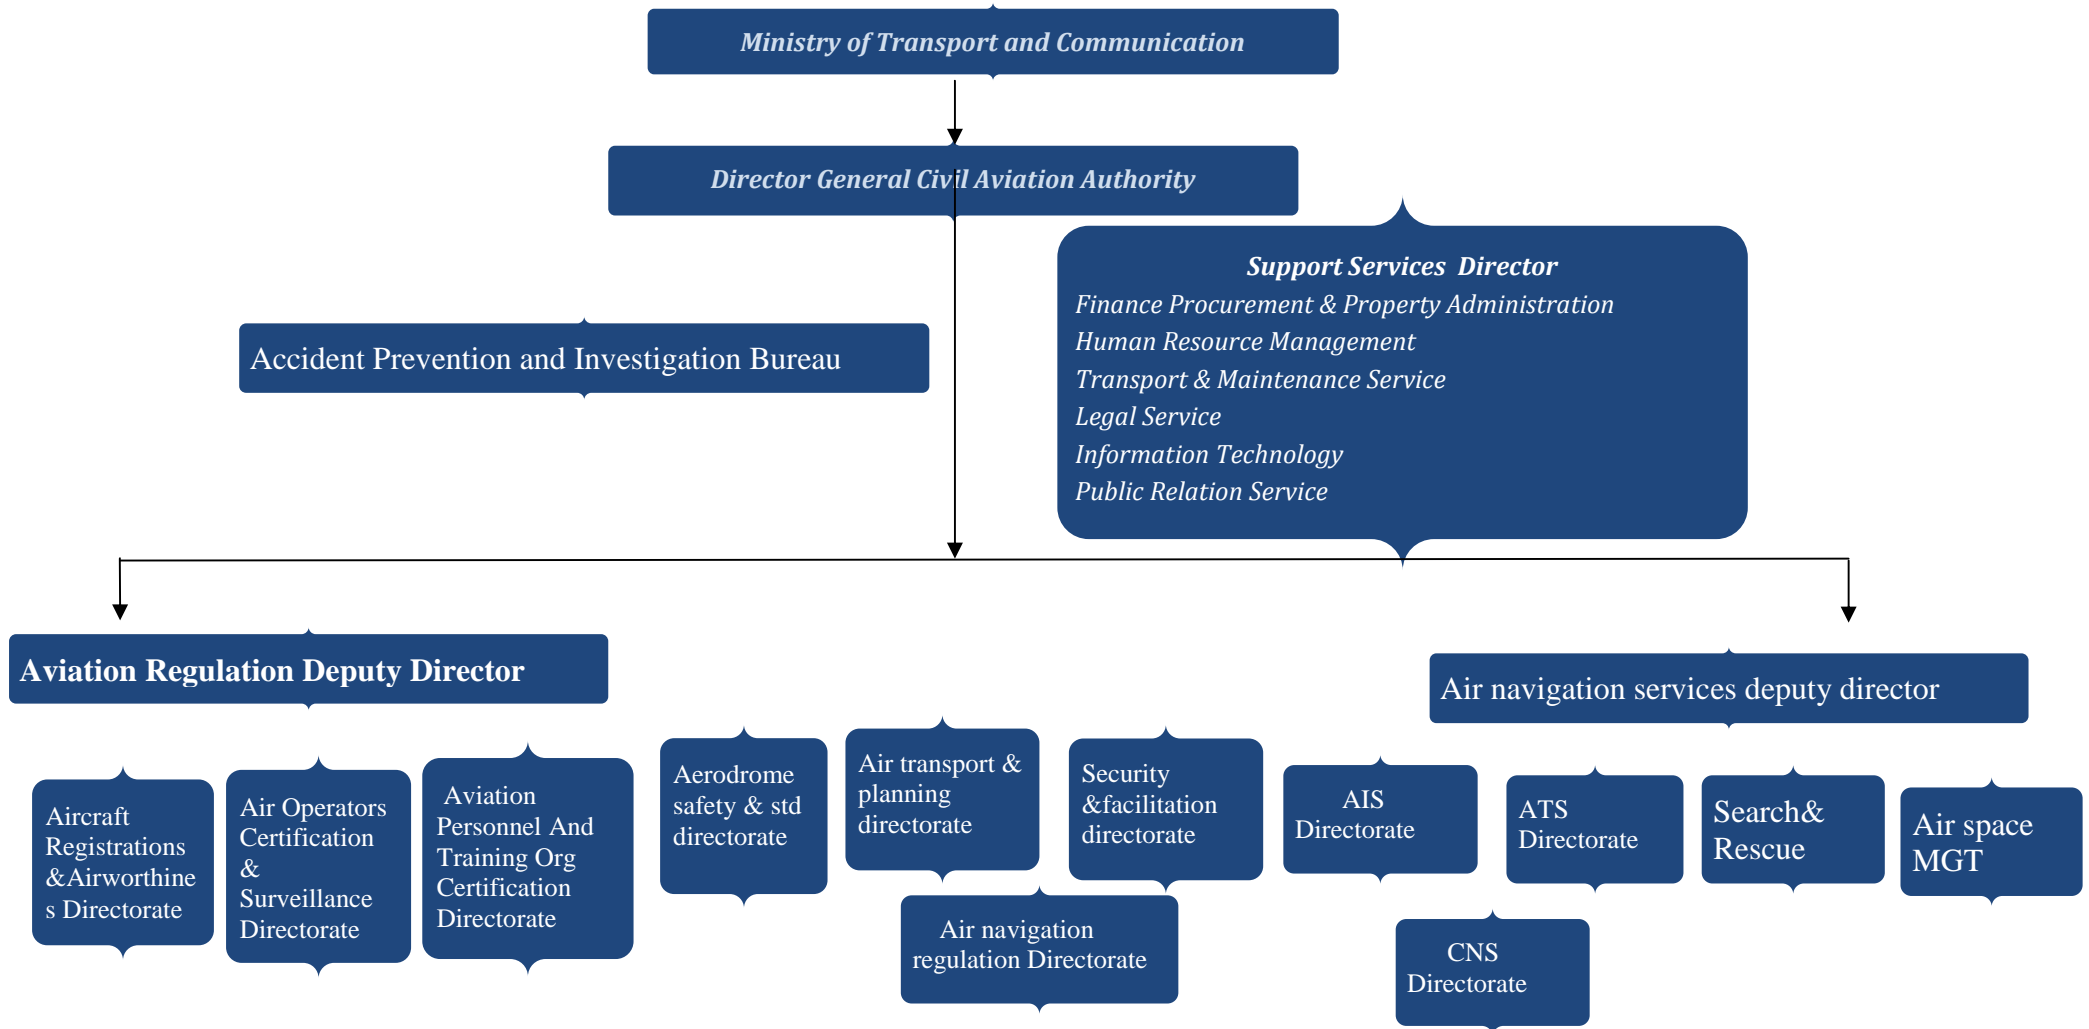 Ministry of Transport and Communication
Director General Civil Aviation Authority
Support Services Director
Finance Procurement & Property Administration
Human Resource Management
Transport & Maintenance Service
Legal Service
Information Technology
Public Relation Service
Accident Prevention and Investigation Bureau
Aviation Regulation Deputy Director
Air navigation services deputy director
Aircraft
Registrations
&Airworthine
s Directorate
Air Operators
Certification
&
Surveillance
Directorate
Aviation
Personnel And
Training Org
Certification
Directorate
Aerodrome
safety & std
directorate
Air transport &
planning
directorate
Security
&facilitation
directorate
Air navigation
regulation Directorate
AIS
Directorate
ATS
Directorate
Search&
Rescue
Air space
MGT
CNS
Directorate